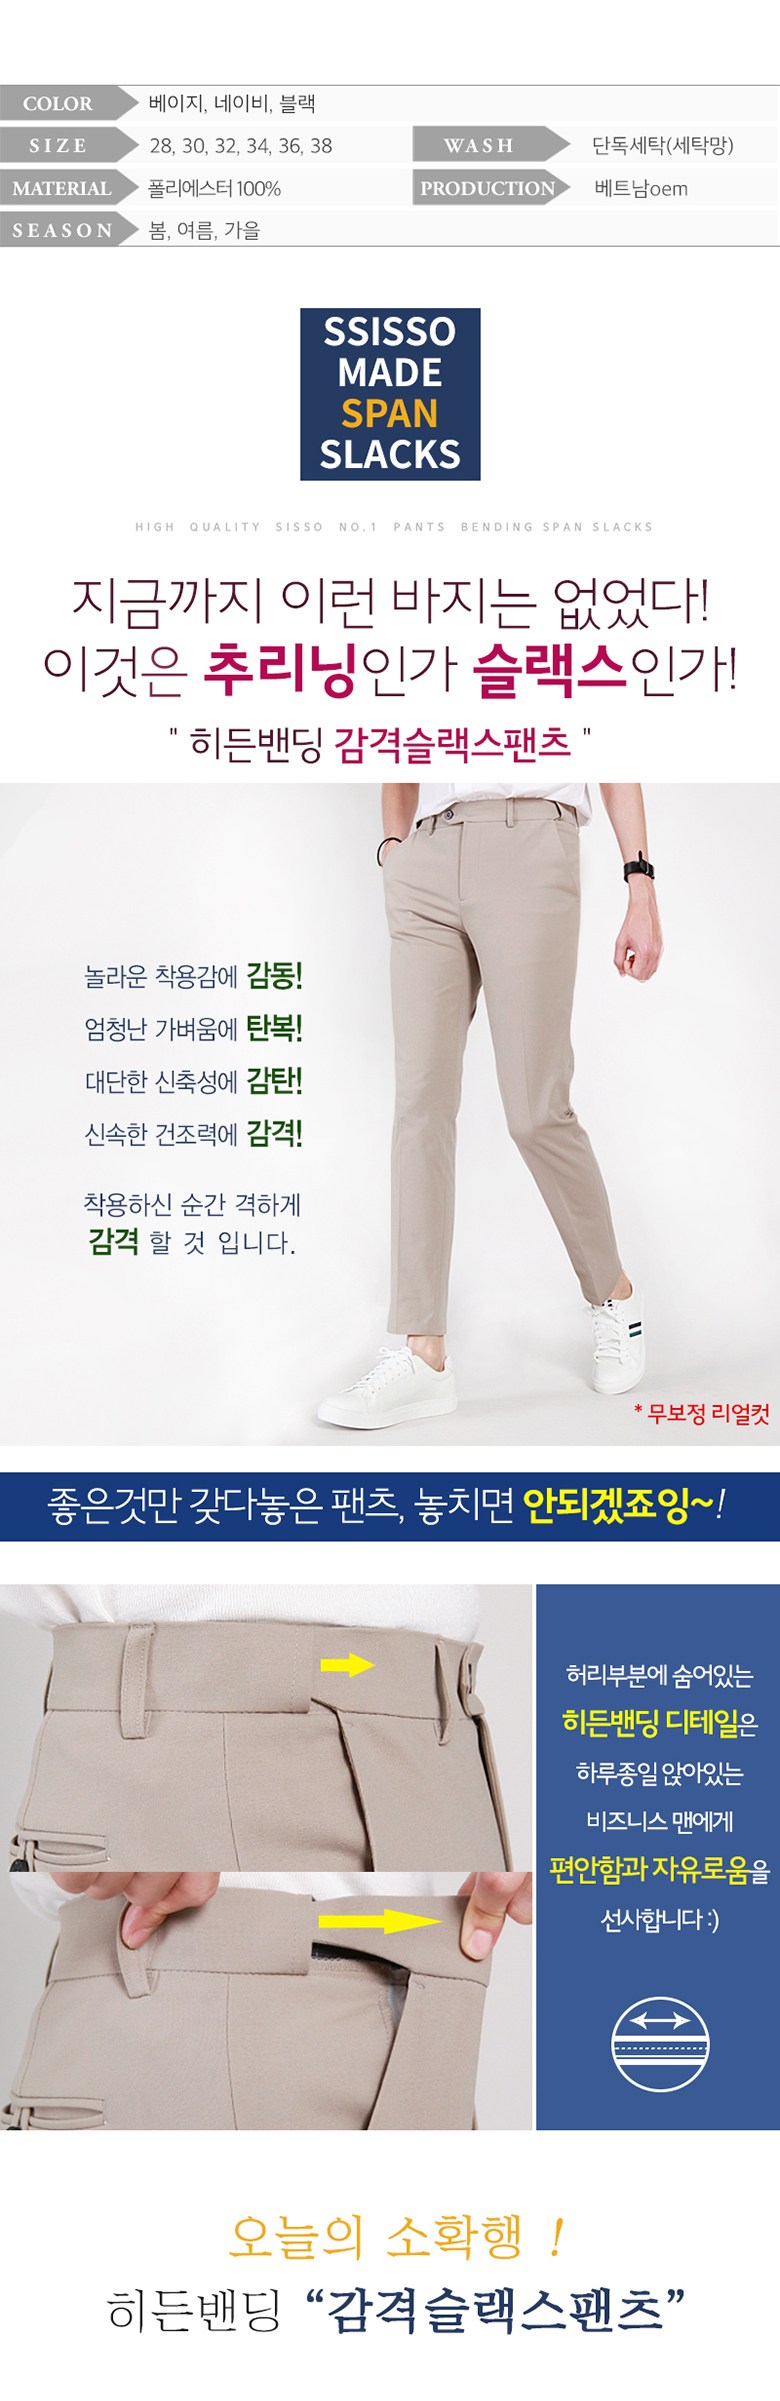 COLOR 베이지, 네이비, 블랙
SIZE 28, 30, 32, 34, 36, 38 WASH 단독세탁(세탁망)
MATERIAL 폴리에스터 100% PRODUCTION 베트남oem
SEASON 봄, 여름, 가을
SSISSO
MADE
SPAN
SLACKS
HIGH QUALITY SISSO NO.1 PANTS BENDING SPAN SLACKS
지금까지 이런 바지는 없었다!
이것은 추리닝인가 슬랙스인가!
" 히든밴딩 감격슬랙스팬츠 "
놀라운 착용감에 감동!
엄청난 가벼움에 탄복!
대단한 신축성에 감탄!
신속한 건조력에 감격!
착용하신 순간 격하게
감격 할 것 입니다.
* 무보정 리얼컷
좋은것만 갖다놓은 팬츠, 놓치면 안되겠죠잉~!
허리부분에 숨어있는
히든밴딩 디테일은
하루종일 앉아있는
비즈니스 맨에게
편안함과 자유로움을
선사합니다 :)
오늘의 소확행 !
히든밴딩 “감격슬랙스팬츠”